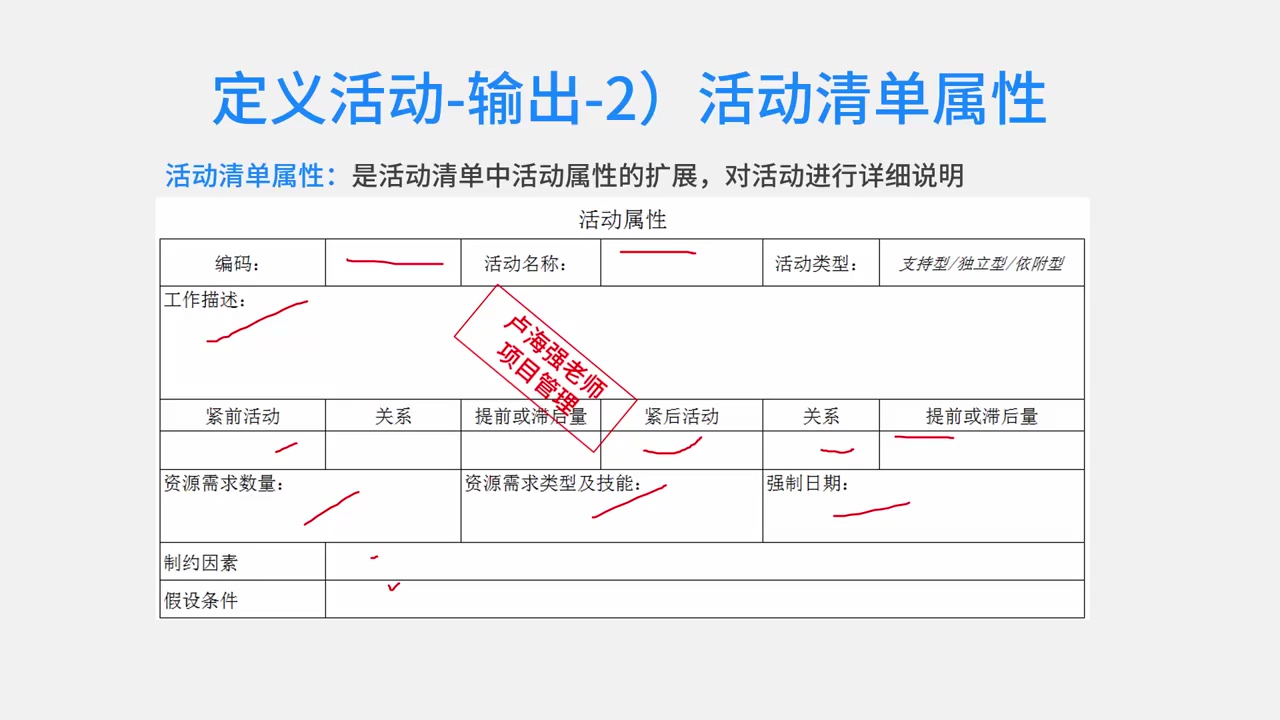 定义活动-输出-2）活动清单属性
活动清单属性：是活动清单中活动属性的扩展，对活动进行详细说明
活动属性
编码： 活动名称： 活动类型： 支持型/独立型/依附型
工作描述：
卢海强老师
项目管理
紧前活动 关系 提前或滞后量 紧后活动 关系 提前或滞后量
资源需求数量： 资源需求类型及技能： 强制日期：
制约因素
假设条件